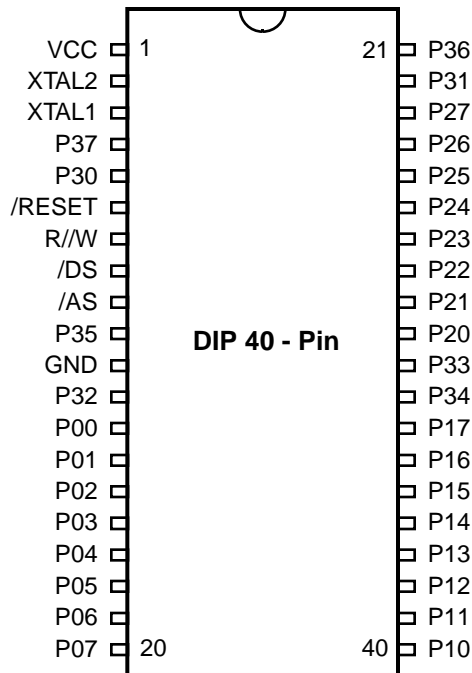 VCC 1 21 P36
XTAL2 P31
XTAL1 P27
P37 P26
P30 P25
/RESET P24
R//W P23
/DS P22
/AS P21
P35 P20
DIP 40 - Pin
GND P33
P32 P34
P00 P17
P01 P16
P02 P15
P03 P14
P04 P13
P05 P12
P06 P11
P07 20 40 P10